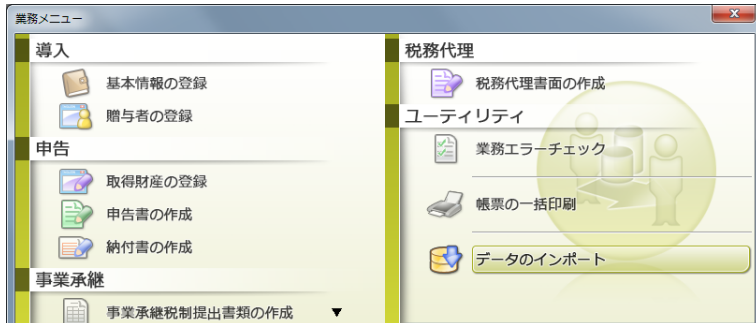 業務メニュー
導入
基本情報の登録
贈与者の登録
申告
取得財産の登録
申告書の作成
納付書の作成
事業承継
事業承継税制提出書類の作成 ▼
税務代理
税務代理書面の作成
ユーティリティ
業務エラーチェック
帳票の一括印刷
データのインポート